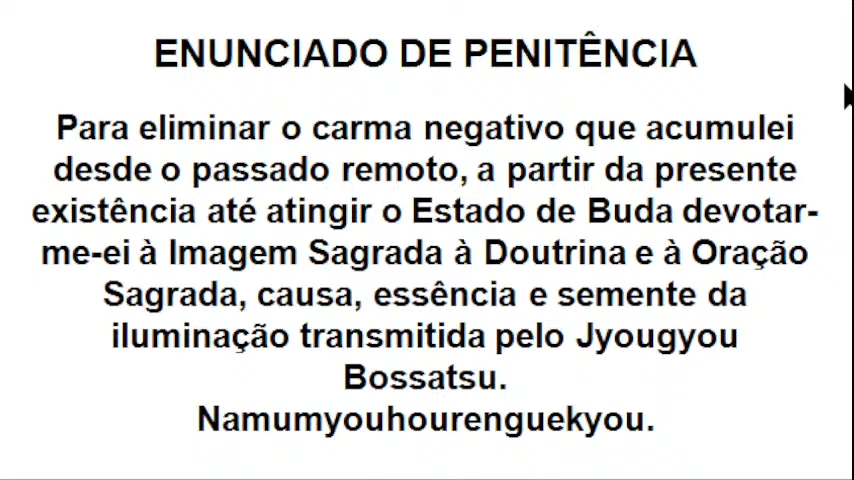 ENUNCIADO DE PENITÊNCIA
Para eliminar o carma negativo que acumulei
desde o passado remoto, a partir da presente
existência até atingir o Estado de Buda devotar-
me-ei à Imagem Sagrada à Doutrina e à Oração
Sagrada, causa, essência e semente da
iluminação transmitida pelo Jyougyou
Bossatsu.
Namumyouhourenguekyou.